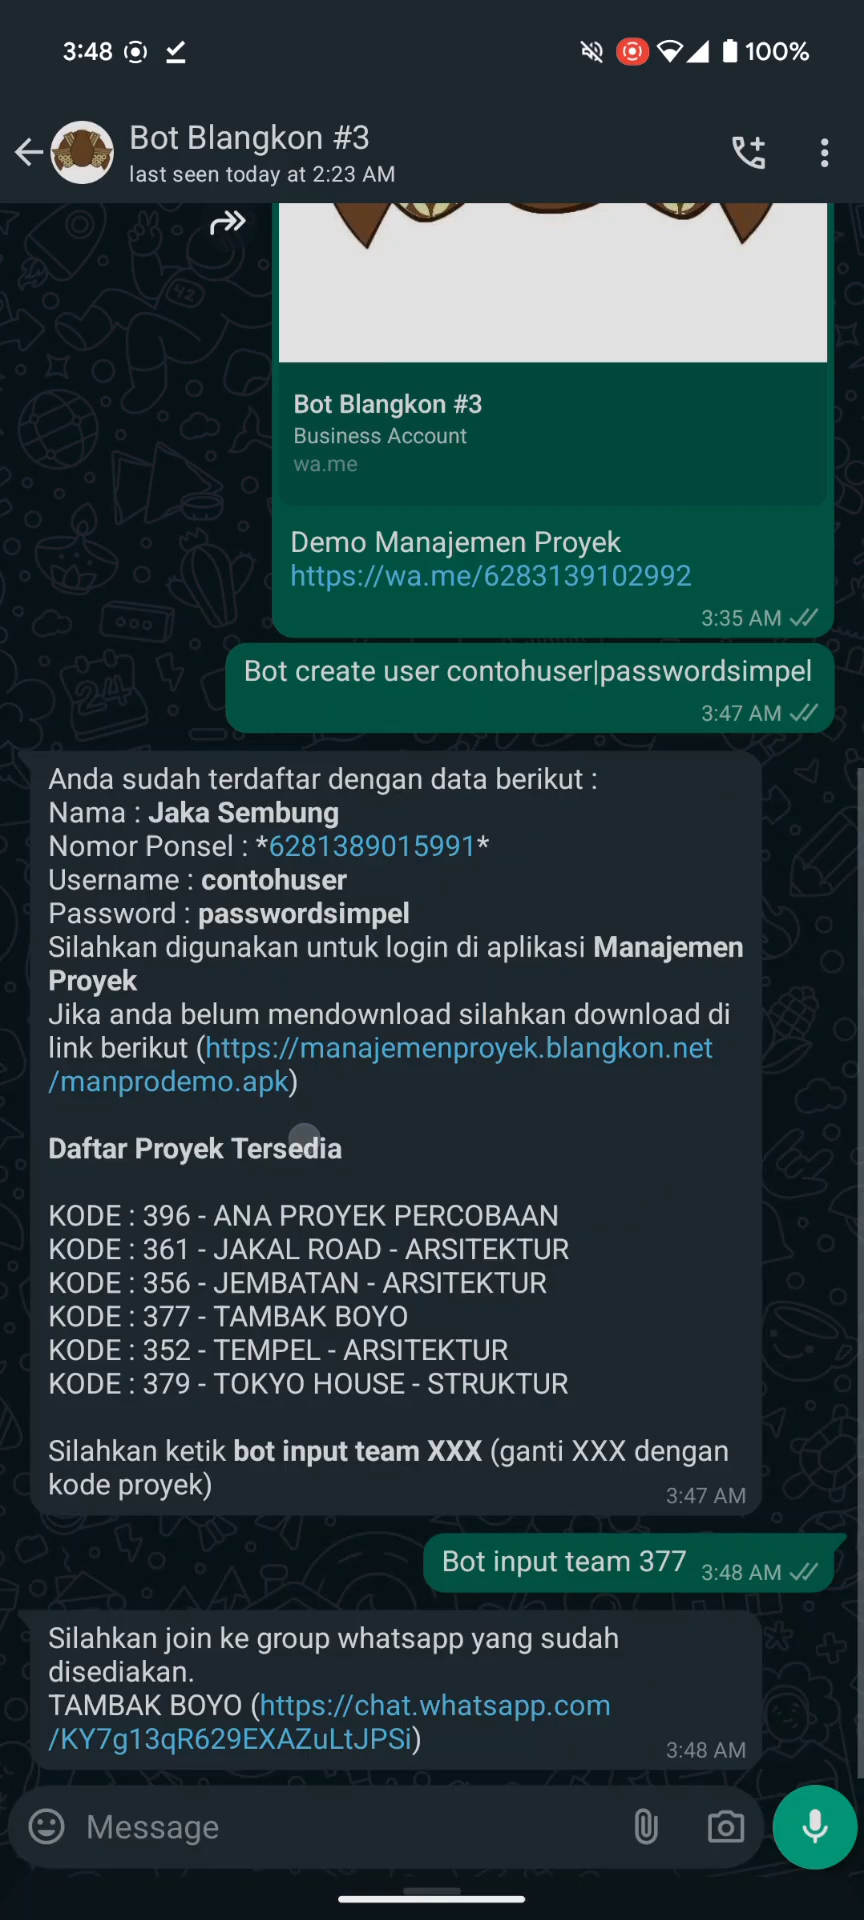 3:48
100%
Bot Blangkon #3
last seen today at 2:23 AM
42
Bot Blangkon #3
Business Account
wa.me
Demo Manajemen Proyek
https://wa.me/6283139102992
3:35 AM
24
Bot create user contohuser|passwordsimpel
3:47 AM
Anda sudah terdaftar dengan data berikut :
Nama : Jaka Sembung
Nomor Ponsel : *6281389015991*
Username : contohuser
Password : passwordsimpel
Silahkan digunakan untuk login di aplikasi Manajemen
Proyek
Jika anda belum mendownload silahkan download di
link berikut (https://manajemenproyek.blangkon.net
/manprodemo.apk)
Daftar Proyek Tersedia
KODE : 396 - ANA PROYEK PERCOBAAN
KODE : 361 - JAKAL ROAD - ARSITEKTUR
KODE : 356 - JEMBATAN - ARSITEKTUR
KODE : 377 - TAMBAK BOYO
KODE : 352 - TEMPEL - ARSITEKTUR
KODE : 379 - TOKYO HOUSE - STRUKTUR
Silahkan ketik bot input team XXX (ganti XXX dengan
kode proyek)
3:47 AM
Bot input team 377 3:48 AM
Silahkan join ke group whatsapp yang sudah
disediakan.
TAMBAK BOYO (https://chat.whatsapp.com
/KY7g13qR629EXAZuLtJPSi)
3:48 AM
Message